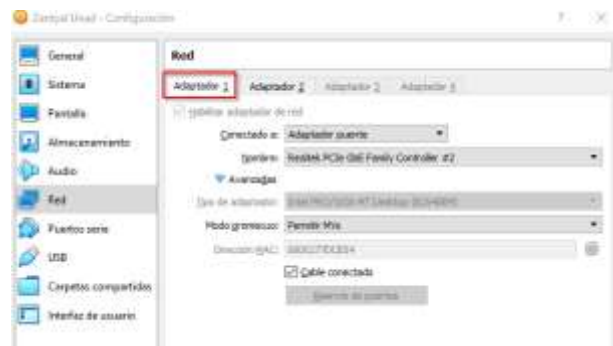 Zentyal Unad - Configuración
General
Red
Sistema
Adaptador 1 Adaptador 2 Adaptador 3 Adaptador 4
Pantalla
Habilitar adaptador de red
Almacenamiento
Conectado a: Adaptador puente
Nombre: Realtek PCIe GbE Family Controller #2
Audio
Avanzadas
Red
Tipo de adaptador:
Puertos serie
Modo promiscuo: Permitir MVs
USB
Dirección MAC:
Cable conectado
Carpetas compartidas
Reenvío de puertos
Interfaz de usuario